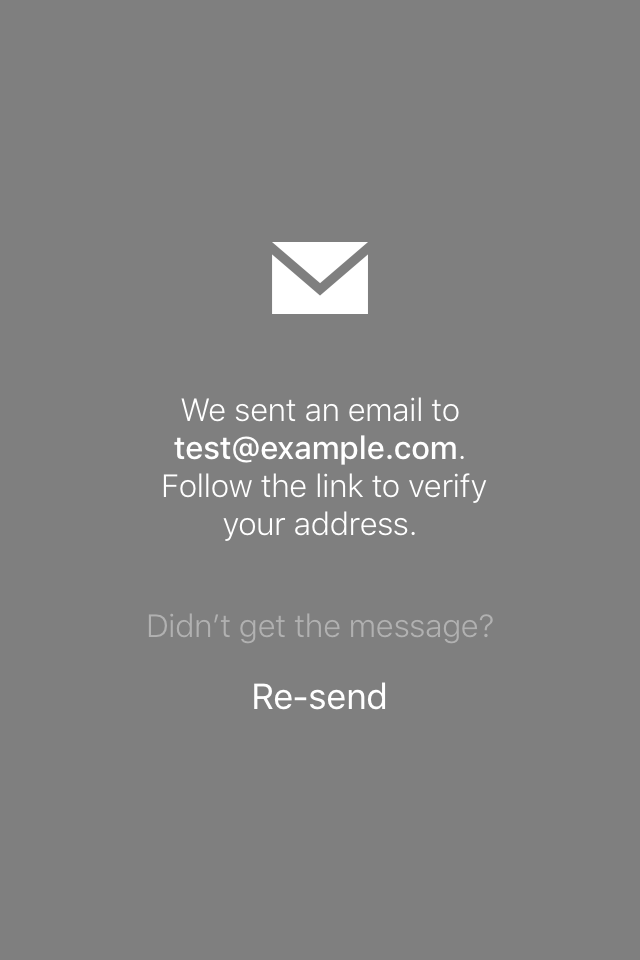 We sent an email to
test@example.com.
Follow the link to verify
your address.
Didn’t get the message?
Re-send